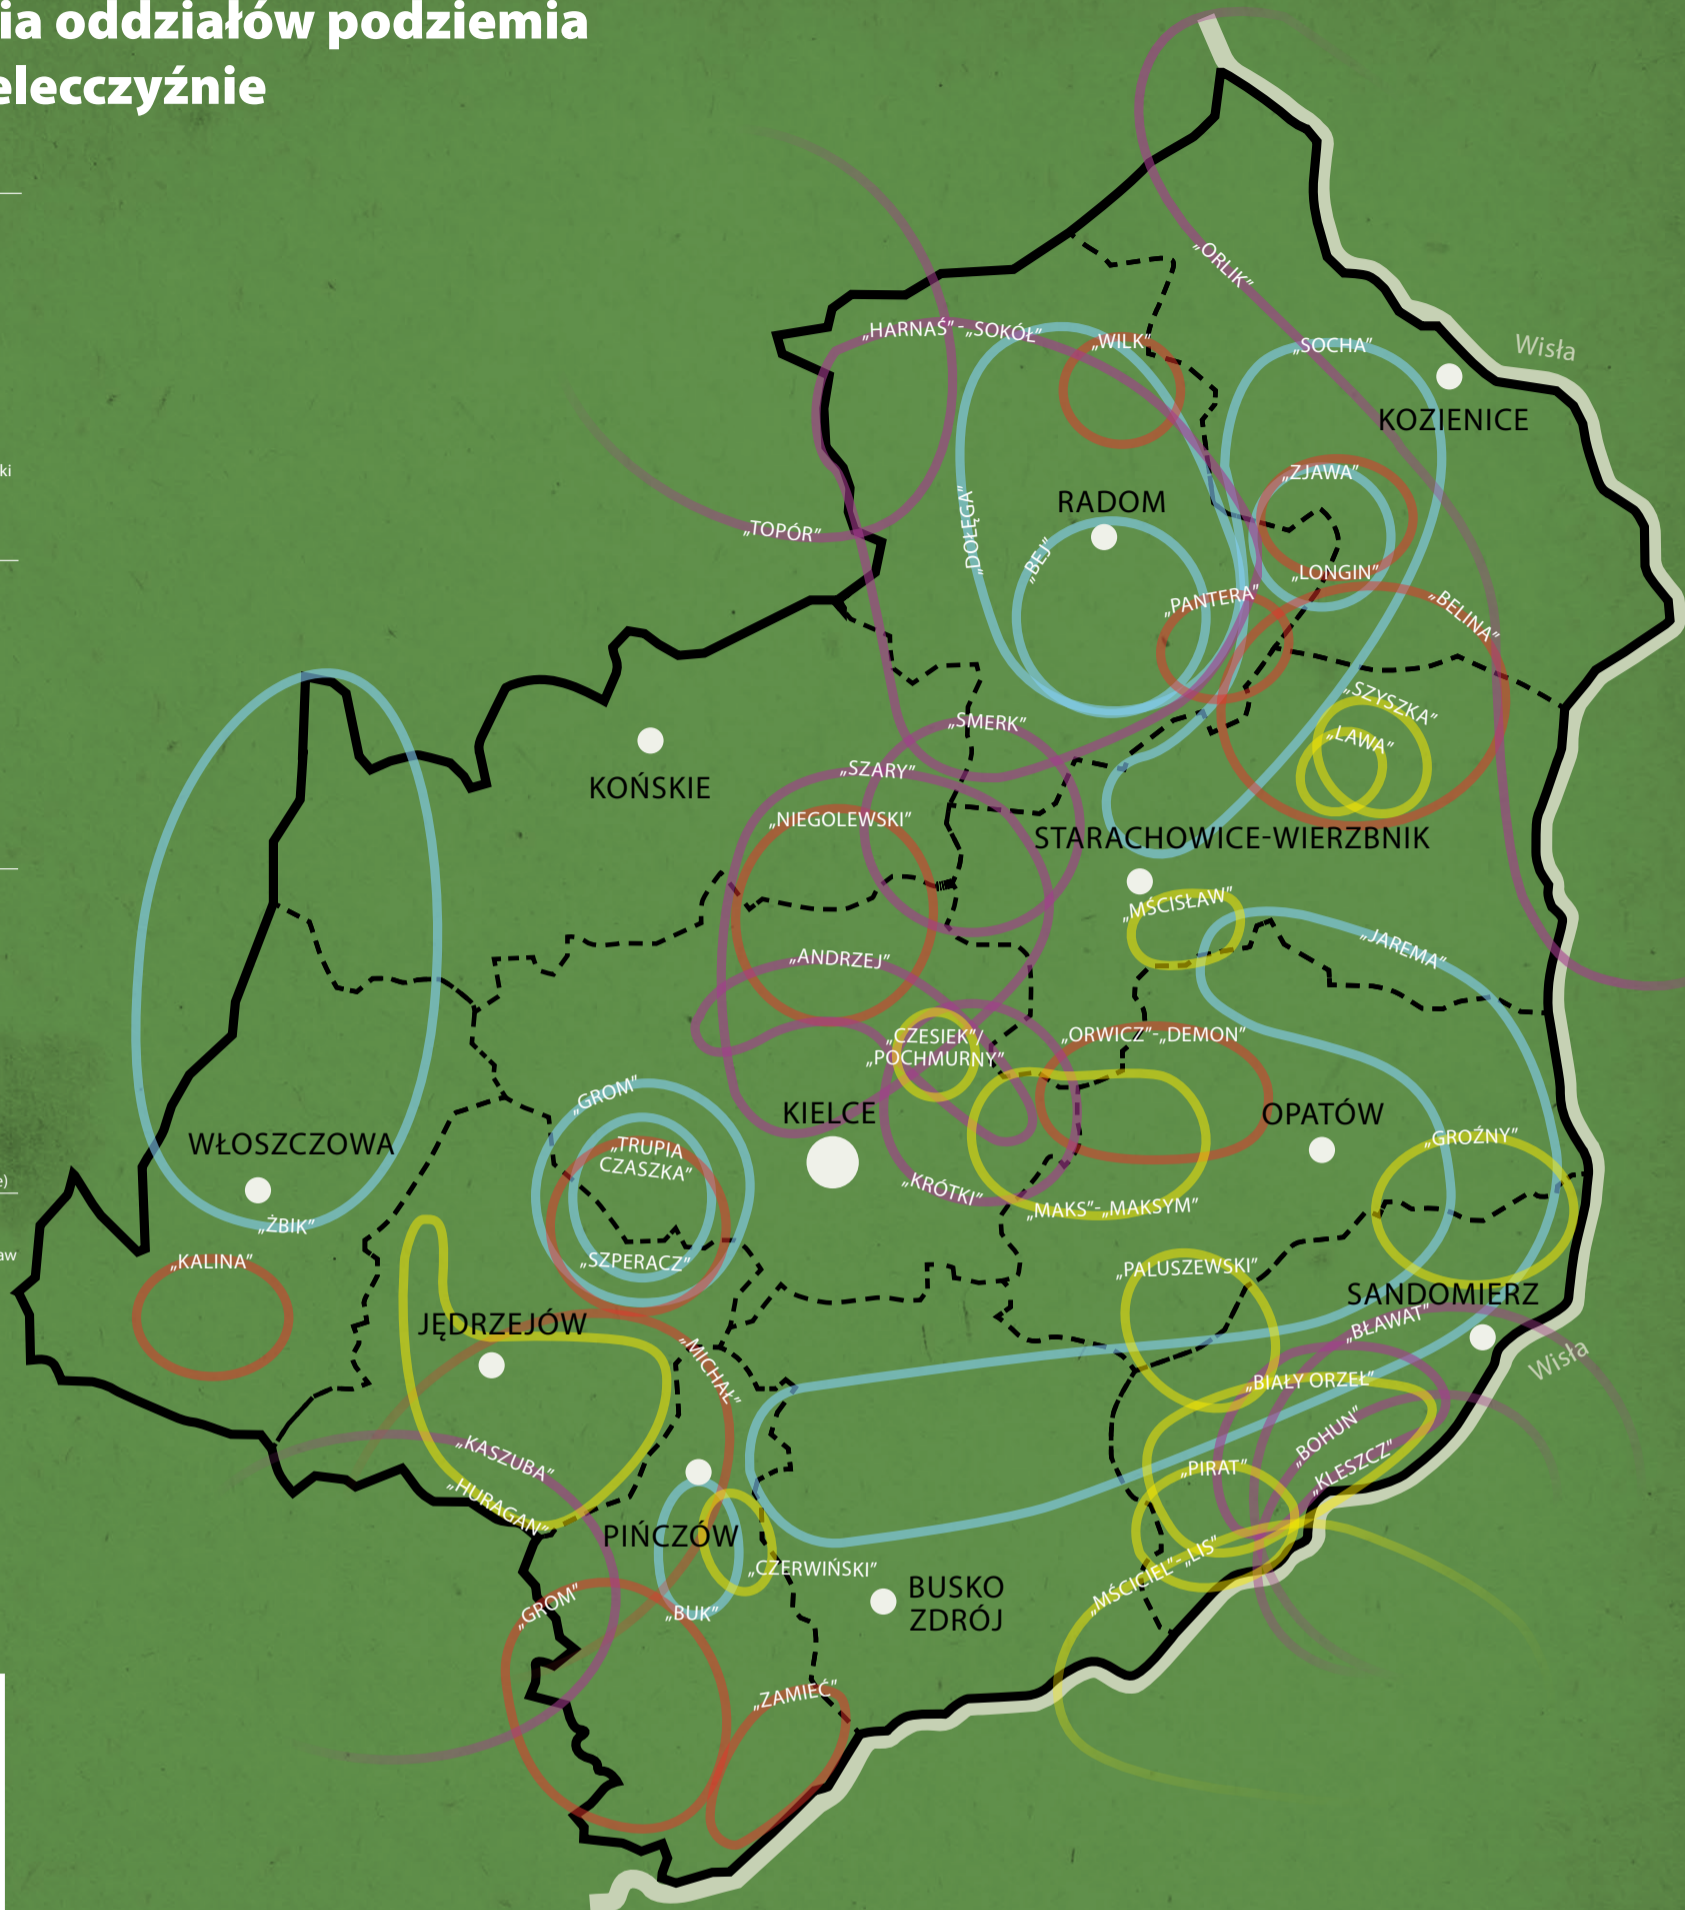 ia oddziałów podziemia
elecczyźnie
ki
e)
aw
„ORLIK”
Wisła
„HARNAŚ”-„SOKÓŁ”
„WILK”
„SOCHA”
KOZIENICE
„ZJAWA”
RADOM
„TOPÓR”
„DOŁĘGA”
„BEJ”
„LONGIN”
„PANTERA”
„BELINA”
„SZYSZKA”
„ŁAWA”
„SMERK”
„SZARY”
KOŃSKIE
„NIEGOLEWSKI”
STARACHOWICE-WIERZBNIK
„MŚCISŁAW”
„JAREMA”
„ANDRZEJ”
„CZESIEK”/
„POCHMURNY”
„ORWICZ”-„DEMON”
„GROM”
KIELCE
OPATÓW
WŁOSZCZOWA
„TRUPIA
CZASZKA”
„GROŹNY”
„KRÓTKI”
„MAKS”-„MAKSYM”
„ŻBIK”
„KALINA”
„SZPERACZ”
„PALUSZEWSKI”
SANDOMIERZ
JĘDRZEJÓW
„BŁAWAT”
„MICHAŁ”
Wisła
„BIAŁY ORZEŁ”
„BOHUN”
„KASZUBA”
„KLESZCZ”
„PIRAT”
„HURAGAN”
PIŃCZÓW
„CZERWIŃSKI”
„MŚCICIEL”-„LIS”
BUSKO
ZDRÓJ
„GROM”
„BUK”
„ZAMIEĆ”